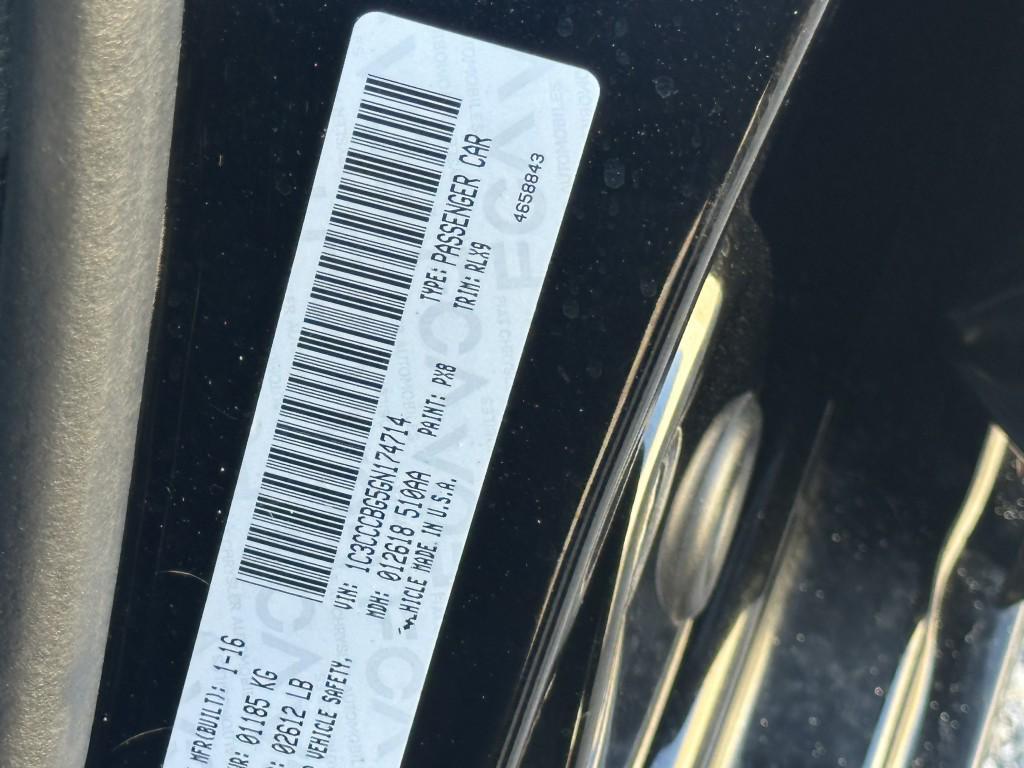 MFR(BUILT): 1-16
01185 KG
02612 LB
VEHICLE SAFETY,
VIN: 1C3CCCBG5GN174714
TYPE: PASSENGER CAR
MDH: 012618 510AA
PAINT: PX8
TRIM: RLX9
VEHICLE MADE IN U.S.A.
4658843